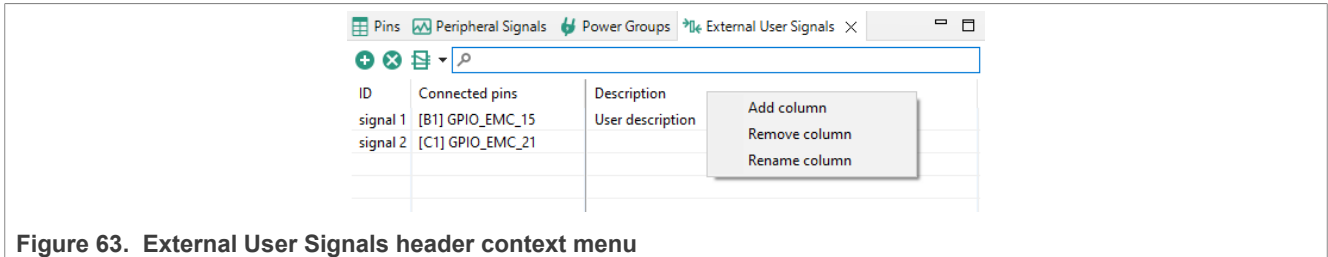 Pins Peripheral Signals Power Groups External User Signals
ID Connected pins Description
Add column
signal 1 [B1] GPIO_EMC_15 User description
Remove column
signal 2 [C1] GPIO_EMC_21
Rename column
Figure 63. External User Signals header context menu